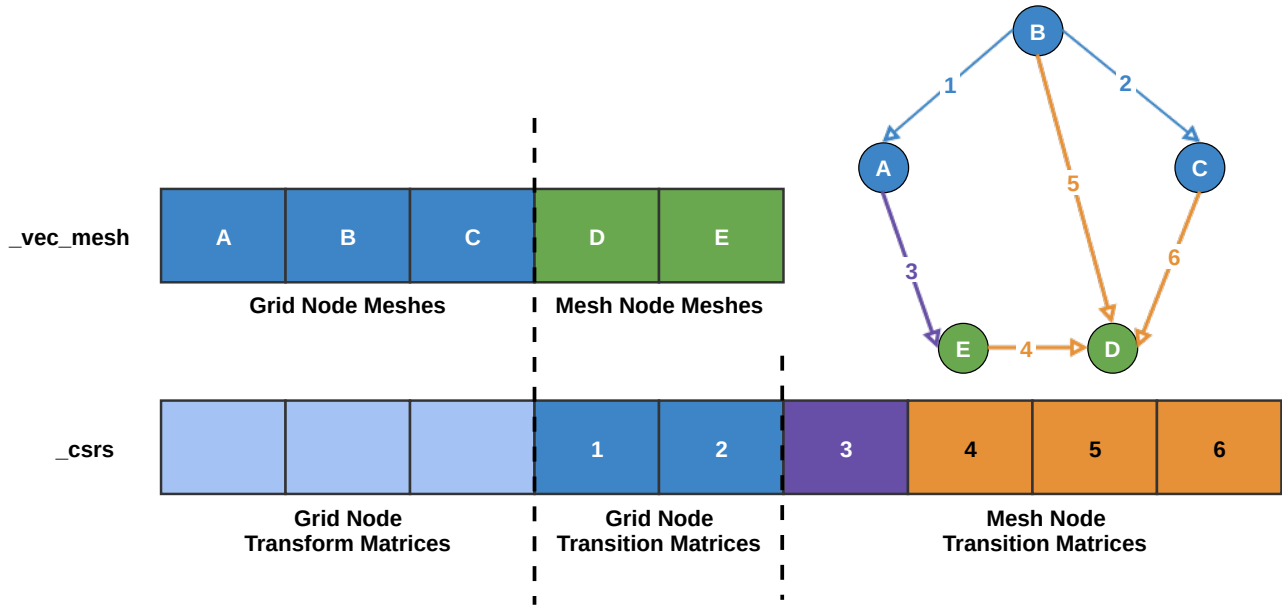 B
1
2
A
C
5
_vec_mesh
A
B
C
D
E
3
6
Grid Node Meshes
Mesh Node Meshes
E
4
D
_csrs
1
2
3
4
5
6
Grid Node
Transform Matrices
Grid Node
Transition Matrices
Mesh Node
Transition Matrices